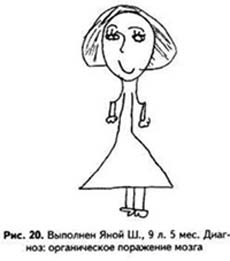 Рис. 20. Выполнен Яной Ш., 9 л. 5 мес. Диаг-
ноз: органическое поражение мозга